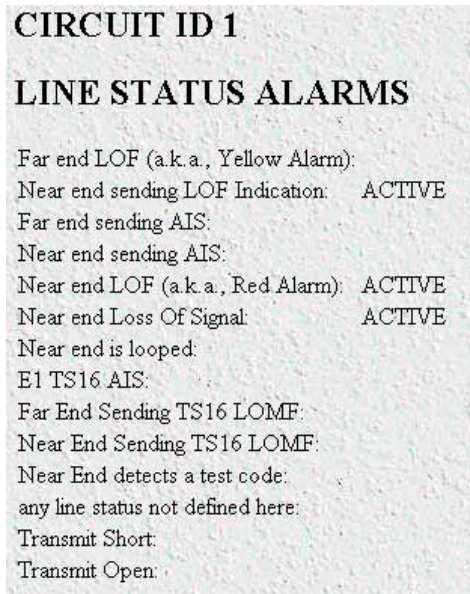 CIRCUIT ID 1
LINE STATUS ALARMS
Far end LOF (a.k.a., Yellow Alarm):
Near end sending LOF Indication: ACTIVE
Far end sending AIS:
Near end sending AIS:
Near end LOF (a.k.a., Red Alarm): ACTIVE
Near end Loss Of Signal: ACTIVE
Near end is looped:
E1 TS16 AIS:
Far End Sending TS16 LOMF:
Near End Sending TS16 LOMF:
Near End detects a test code:
any line status not defined here:
Transmit Short:
Transmit Open: